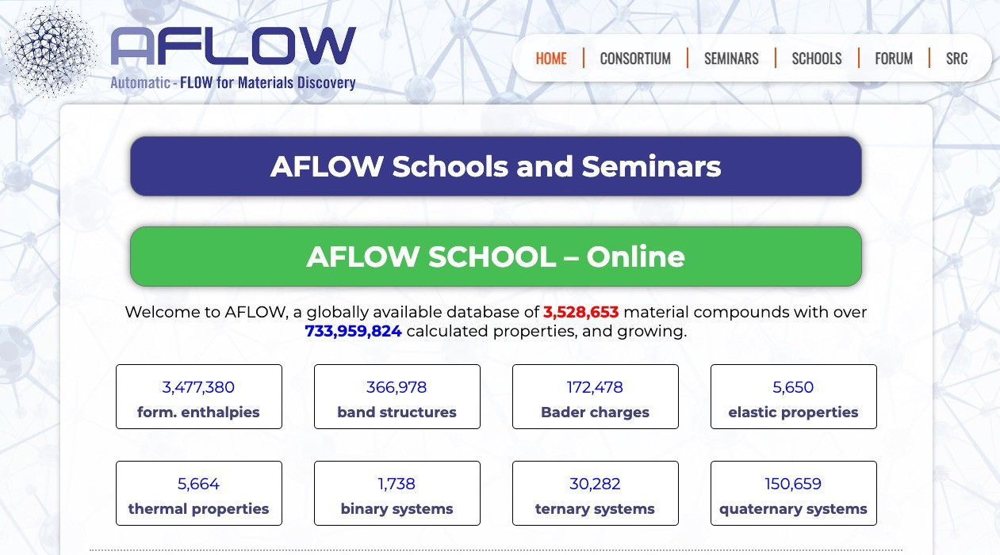 AFLOW
Automatic - FLOW for Materials Discovery
HOME
CONSORTIUM
SEMINARS
SCHOOLS
FORUM
SRC
AFLOW Schools and Seminars
AFLOW SCHOOL – Online
Welcome to AFLOW, a globally available database of 3,528,653 material compounds with over
733,959,824 calculated properties, and growing.
3,477,380
form. enthalpies
366,978
band structures
172,478
Bader charges
5,650
elastic properties
5,664
thermal properties
1,738
binary systems
30,282
ternary systems
150,659
quaternary systems